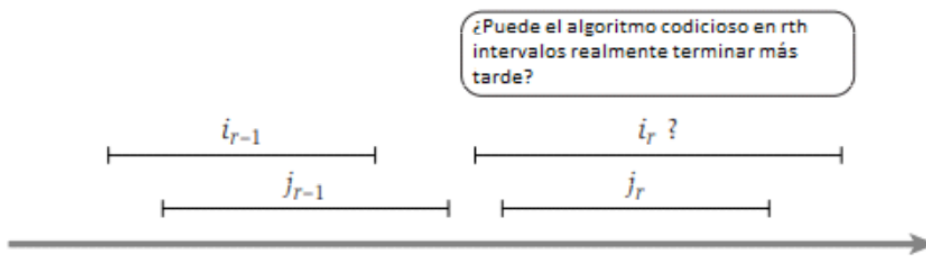 ¿Puede el algoritmo codicioso en rth
intervalos realmente terminar más
tarde?
i_{r-1}
i_r ?
j_{r-1}
j_r